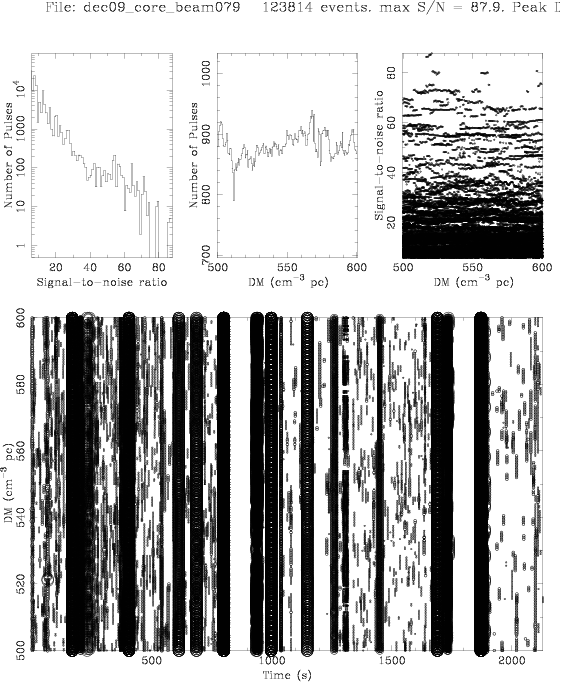 File: dec09_core_beam079 123814 events. max S/N = 87.9. Peak D
Number of Pulses
1 10 100 1000 10^4
20 40 60 80
Signal-to-noise ratio
Number of Pulses
700 800 900 1000
500 550 600
DM (cm^-3 pc)
Signal-to-noise ratio
20 40 60 80
500 550 600
DM (cm^-3 pc)
DM (cm^-3 pc)
500 520 540 560 580 600
500 1000 1500 2000
Time (s)